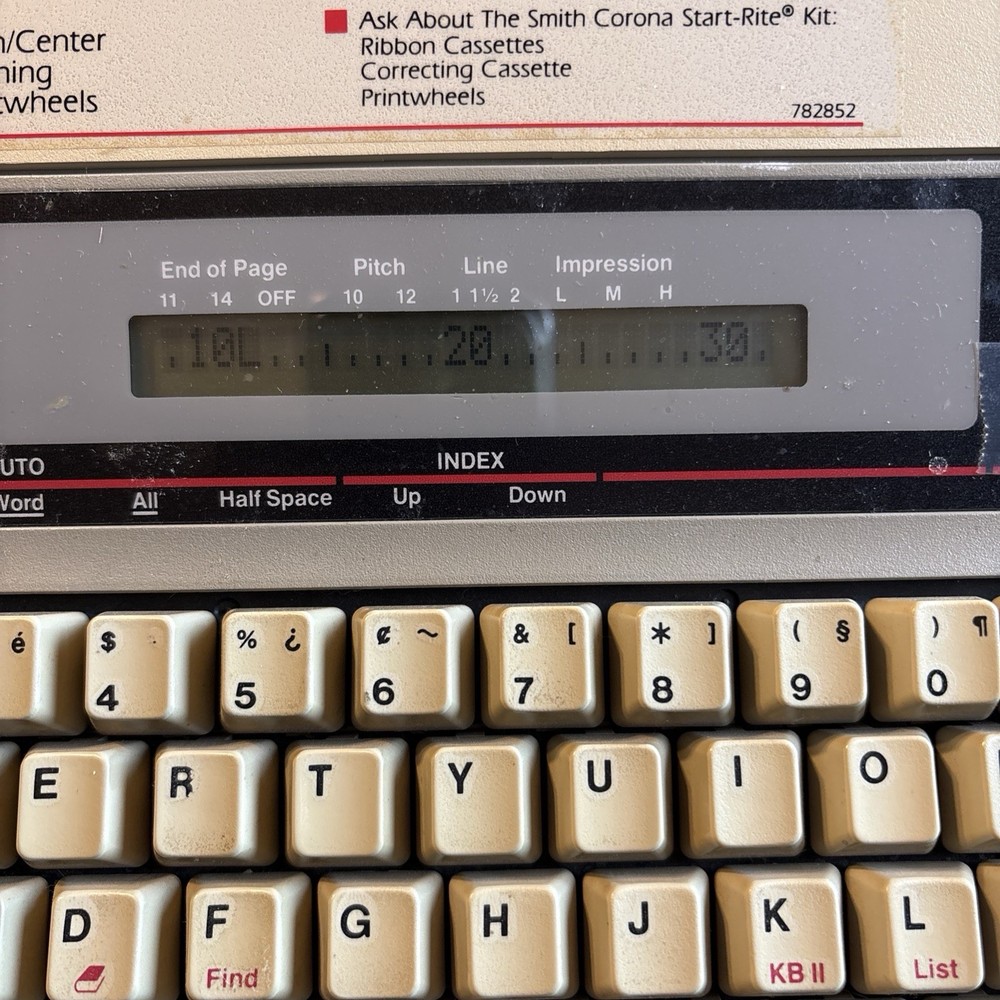 n/Center
ning
twheels
Ask About The Smith Corona Start-Rite® Kit:
Ribbon Cassettes
Correcting Cassette
Printwheels
782852
End of Page Pitch Line Impression
11 14 OFF 10 12 1 1½ 2 L M H
.10L..ı....20...ı....30.
UTO INDEX
Word All Half Space Up Down
é $ % ¿ ¢ ~ & [ * ] ( § ) ¶
4 5 6 7 8 9 0
E R T Y U I O
D F G H J K L
Find KB II List